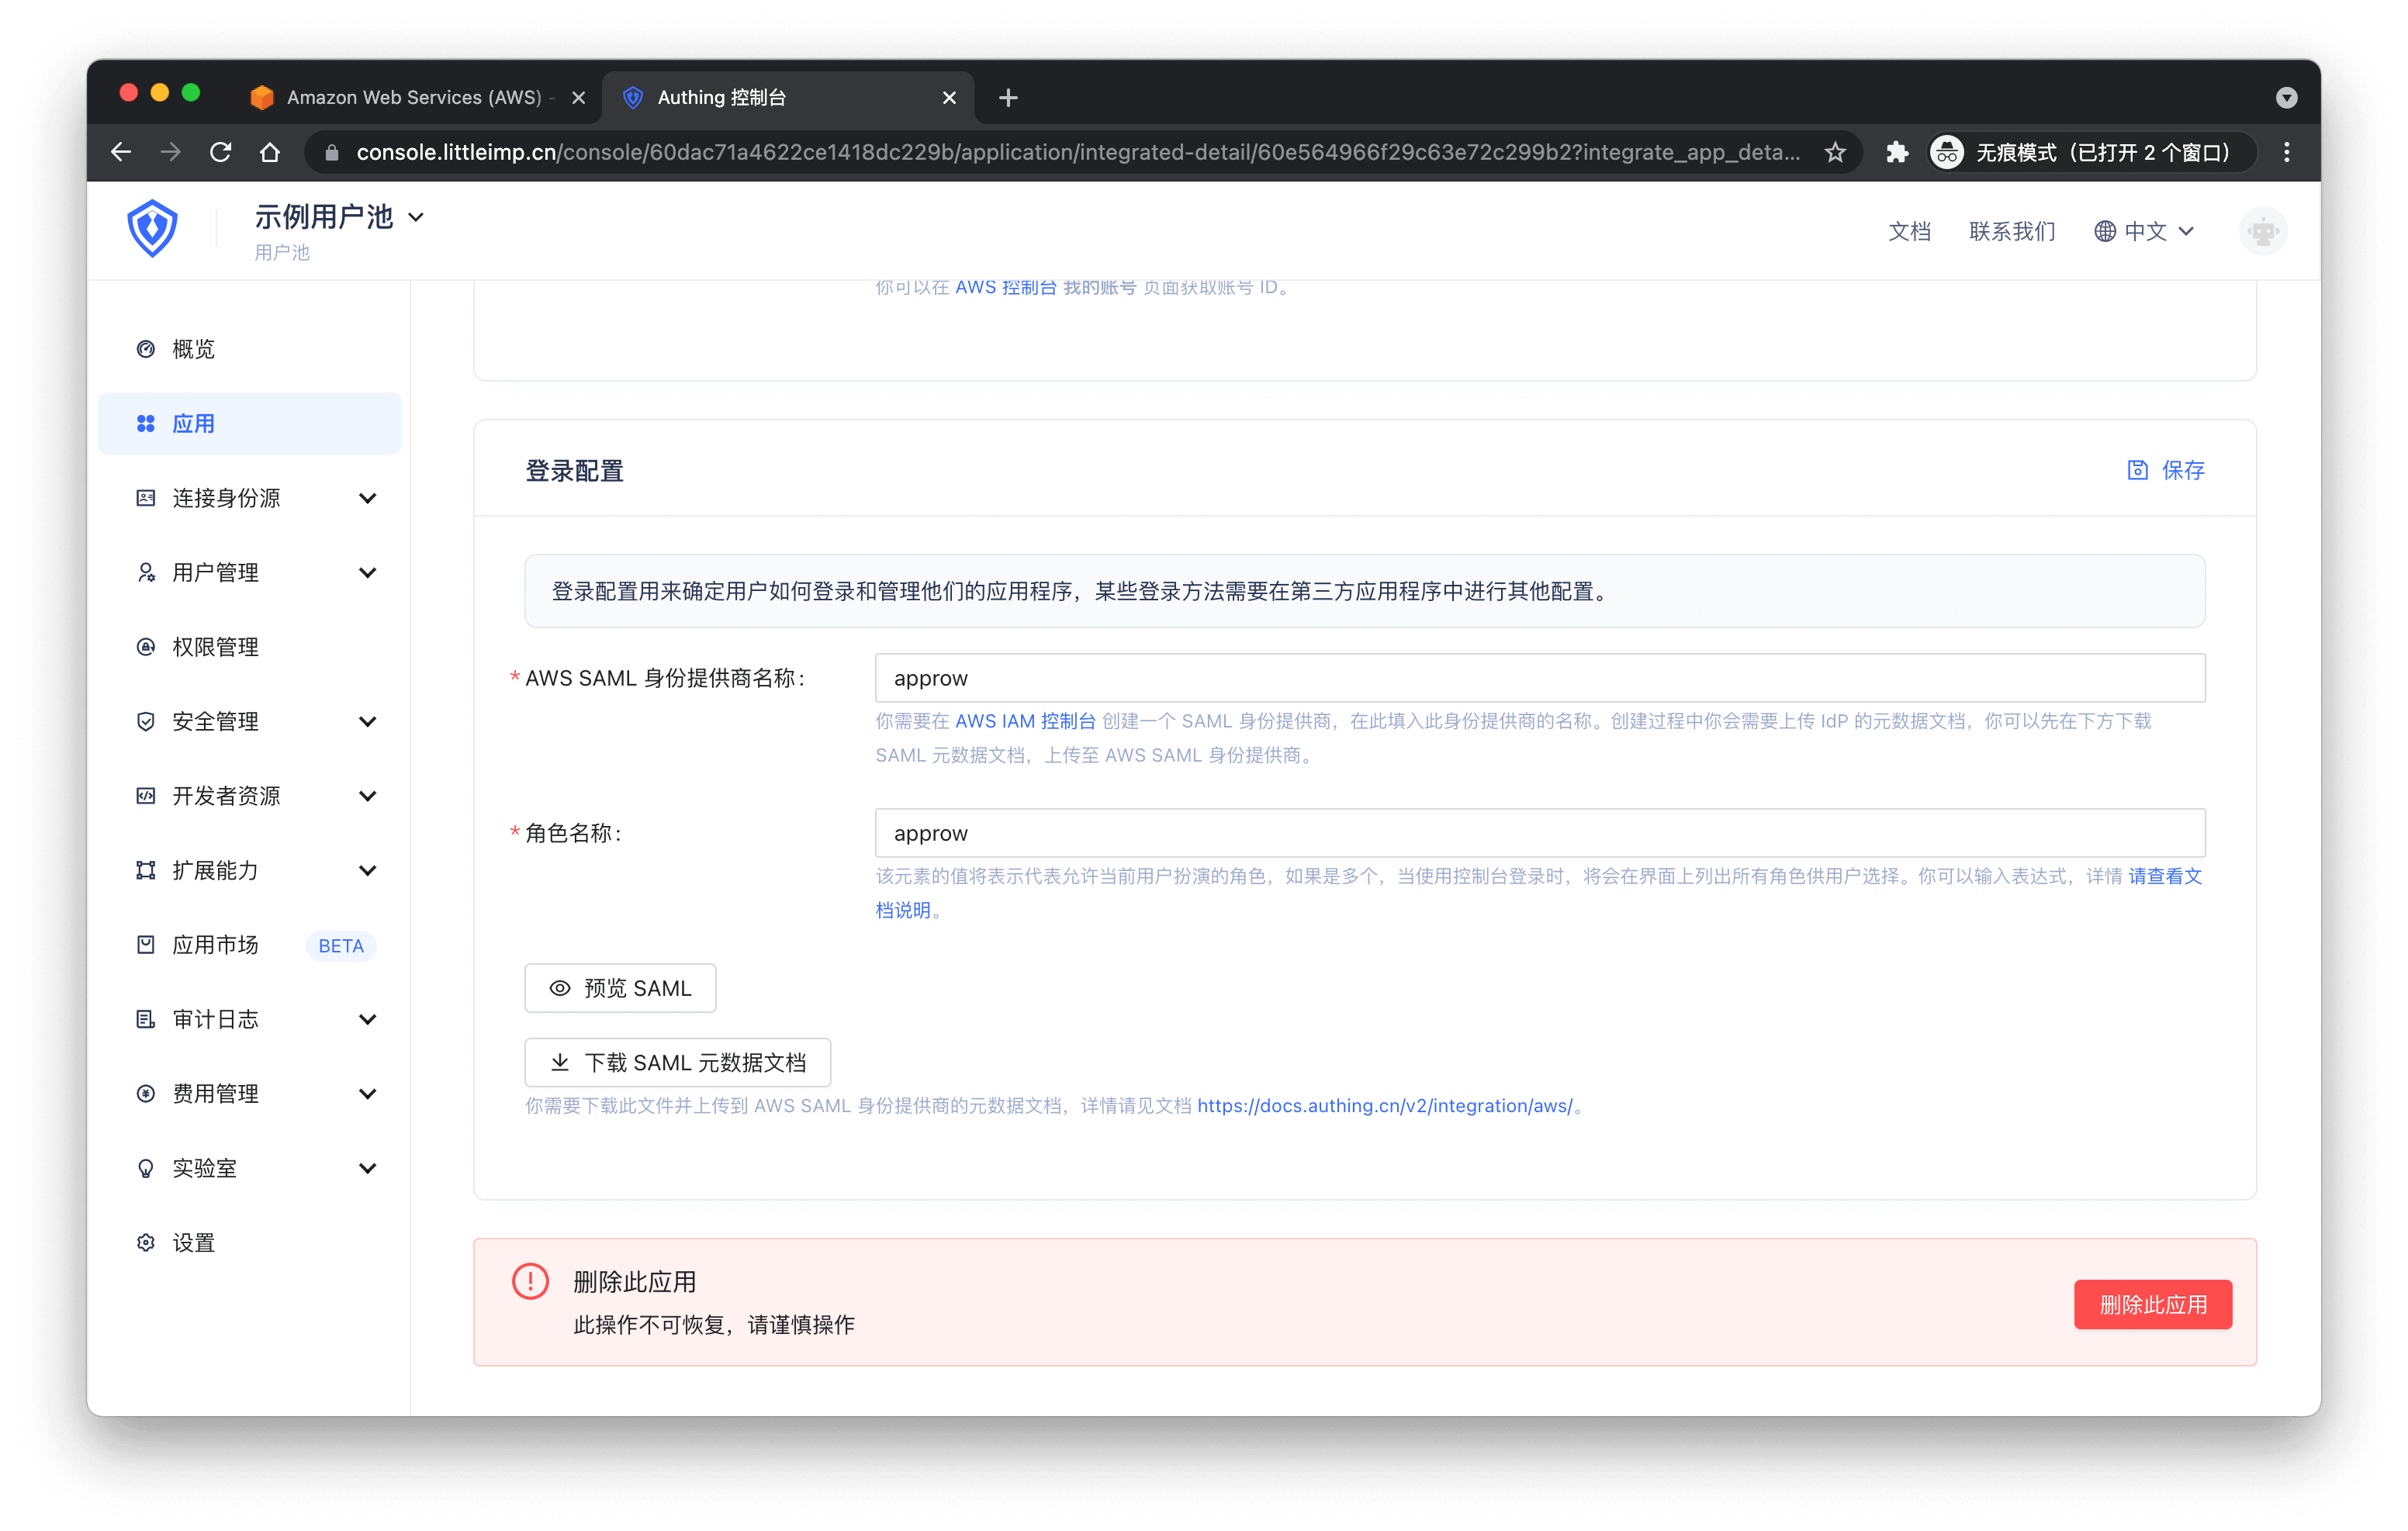 Amazon Web Services (AWS) -
Authing 控制台
console.littleimp.cn/console/60dac71a4622ce1418dc229b/application/integrated-detail/60e564966f29c63e72c299b2?integrate_app_deta...
无痕模式（已打开 2 个窗口）
示例用户池
用户池
文档
联系我们
中文
概览
应用
连接身份源
用户管理
权限管理
安全管理
开发者资源
扩展能力
应用市场 BETA
审计日志
费用管理
实验室
设置
你可以在 AWS 控制台 我的账号 页面获取账号 ID。
登录配置
保存
登录配置用来确定用户如何登录和管理他们的应用程序，某些登录方法需要在第三方应用程序中进行其他配置。
* AWS SAML 身份提供商名称：
approw
你需要在 AWS IAM 控制台 创建一个 SAML 身份提供商，在此填入此身份提供商的名称。创建过程中你会需要上传 IdP 的元数据文档，你可以先在下方下载
SAML 元数据文档，上传至 AWS SAML 身份提供商。
* 角色名称：
approw
该元素的值将表示代表允许当前用户扮演的角色，如果是多个，当使用控制台登录时，将会在界面上列出所有角色供用户选择。你可以输入表达式，详情 请查看文
档说明。
预览 SAML
下载 SAML 元数据文档
你需要下载此文件并上传到 AWS SAML 身份提供商的元数据文档，详情请见文档 https://docs.authing.cn/v2/integration/aws/。
删除此应用
此操作不可恢复，请谨慎操作
删除此应用